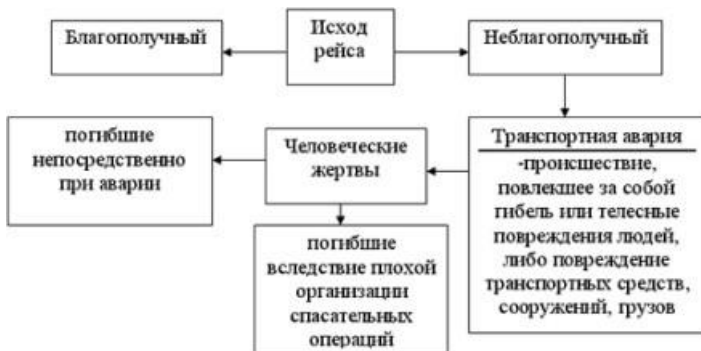 Благополучный
Исход
рейса
Неблагополучный
погибшие
непосредственно
при аварии
Человеческие
жертвы
Транспортная авария
-происшествие,
повлекшее за собой
гибель или телесные
повреждения людей,
либо повреждение
транспортных средств,
сооружений, грузов
погибшие
вследствие плохой
организации
спасательных
операций